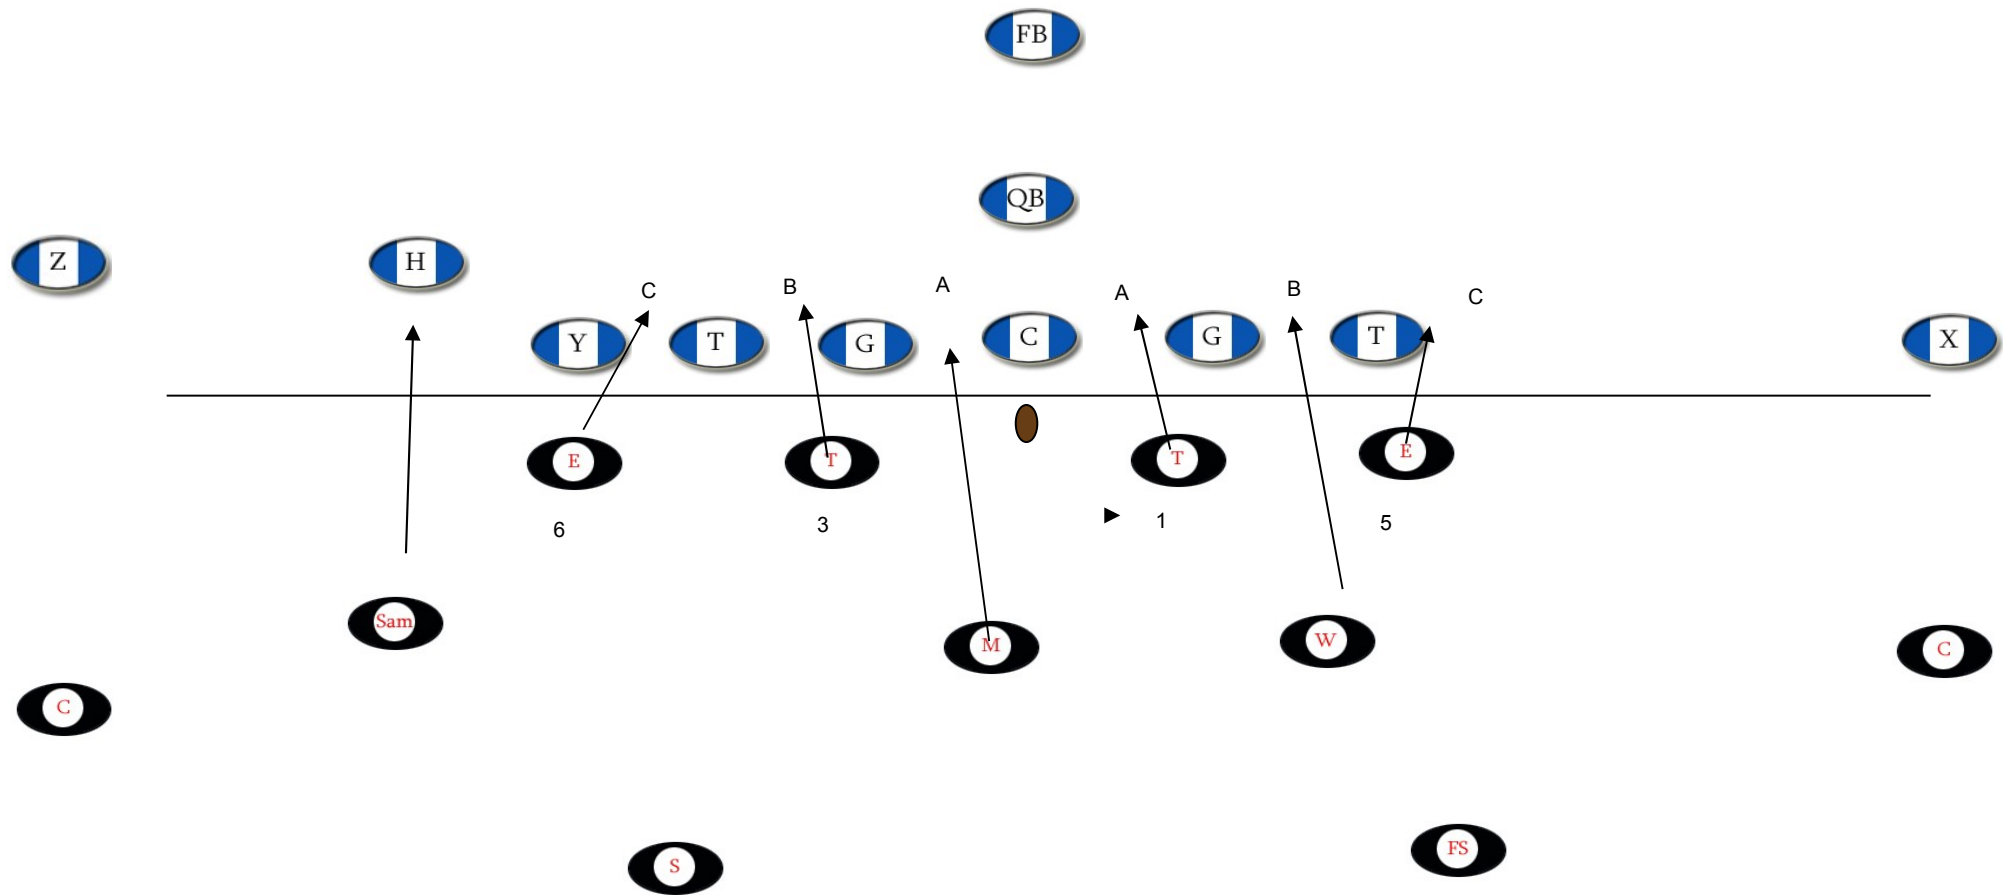 FB
QB
Z H
C B A A B C
Y T G C G T X
E T T E
6 3 1 5
Sam M W C
C
S FS